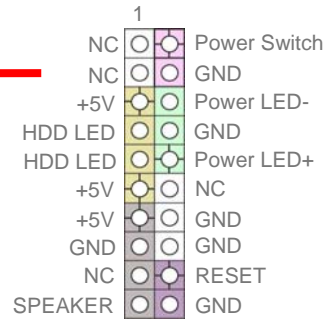 1
NC Power Switch
NC GND
+5V Power LED-
HDD LED GND
HDD LED Power LED+
+5V NC
+5V GND
GND GND
NC RESET
SPEAKER GND